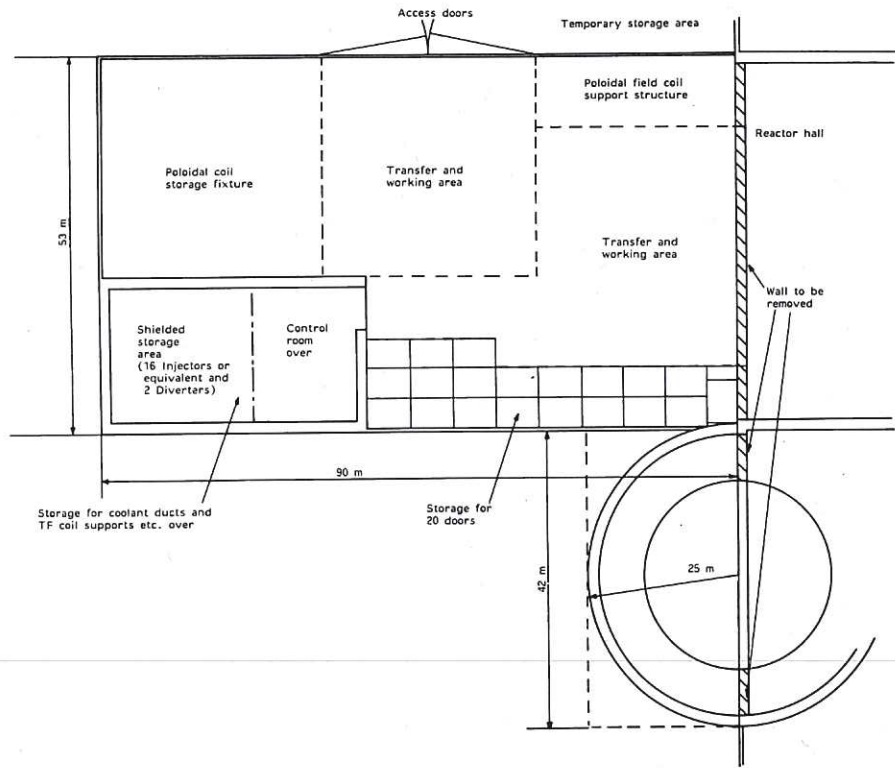 Access doors
Temporary storage area
Poloidal field coil
support structure
Reactor hall
Poloidal coil
storage fixture
Transfer and
working area
53 m
Transfer and
working area
Wall to be
removed
Shielded
storage
area
(16 Injectors or
equivalent and
2 Diverters)
Control
room
over
90 m
Storage for coolant ducts and
TF coil supports etc. over
Storage for
20 doors
42 m
25 m